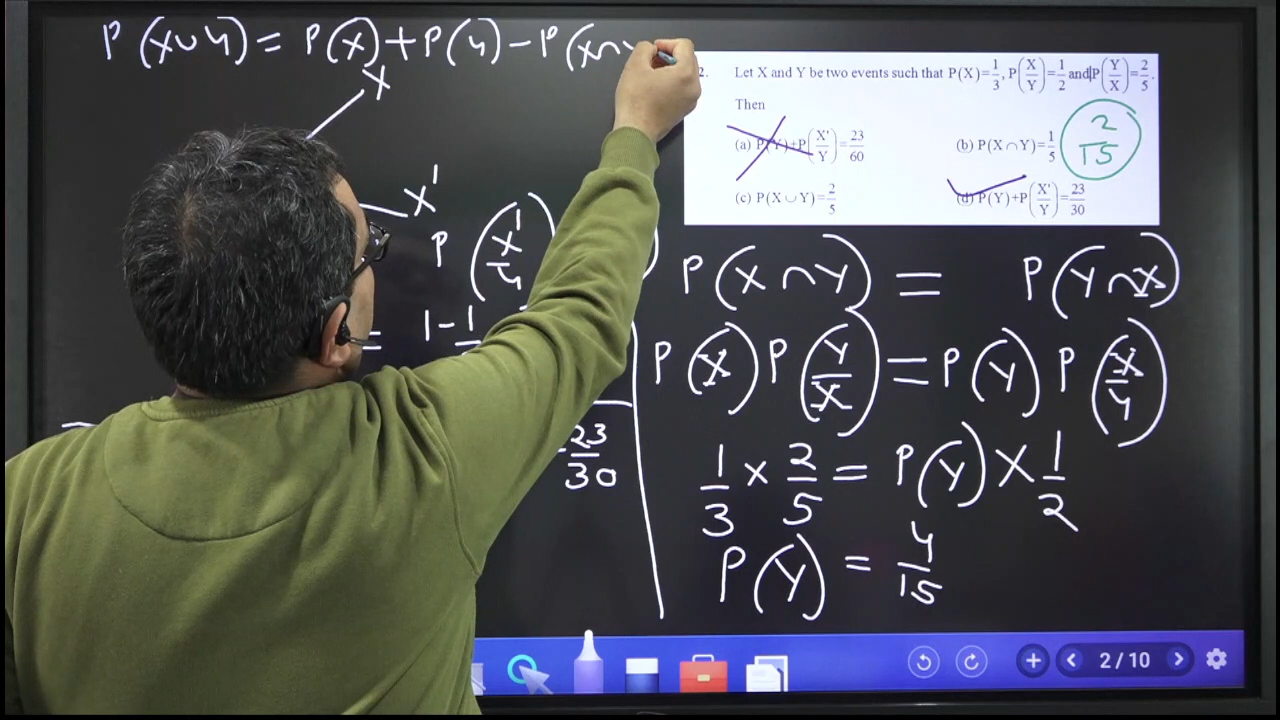 P(X∪Y) = P(X) + P(Y) − P(X∩
X
X'
P(X'/Y)
= 1 − 1
23/30
2. Let X and Y be two events such that P(X)=1/3, P(X/Y)=1/2 and P(Y/X)=2/5.
Then
(a) P(Y)+P(X'/Y)=23/60
(b) P(X∩Y)=1/5
2/15
(c) P(X∪Y)=2/5
(d) P(Y)+P(X'/Y)=23/30
P(X∩Y) = P(Y∩X)
P(X) P(Y/X) = P(Y) P(X/Y)
1/3 × 2/5 = P(Y) × 1/2
P(Y) = 4/15
2/10